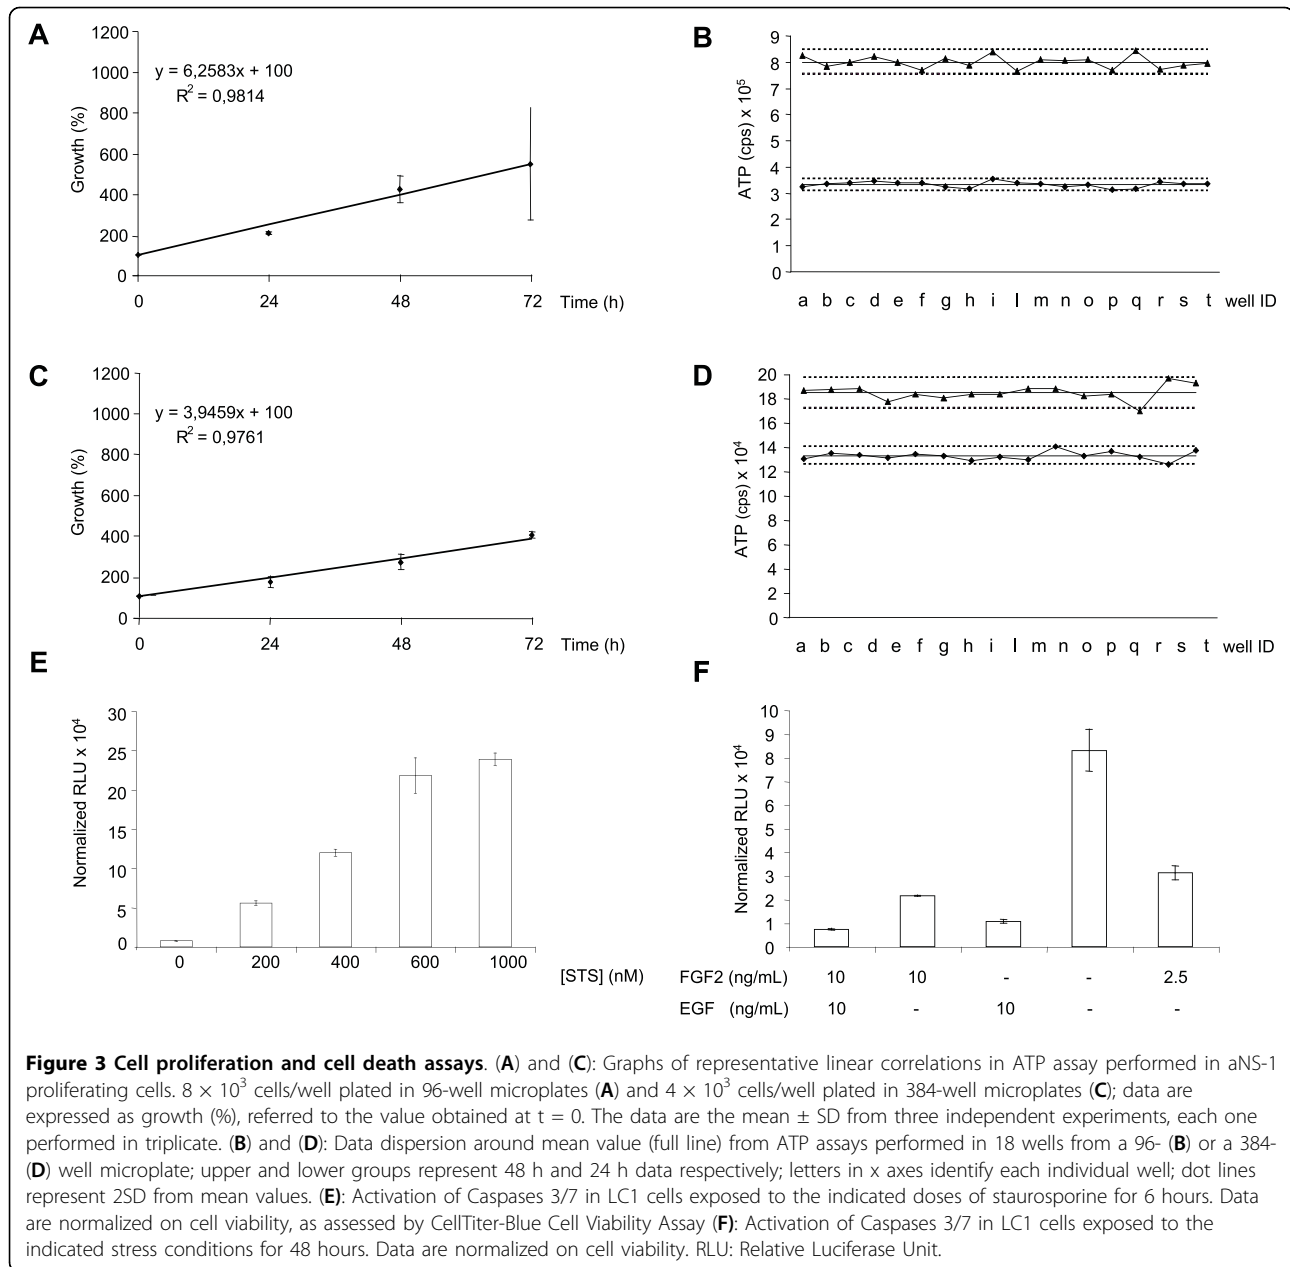 A
1200
1000
800
600
400
200
0
Growth (%)
y = 6,2583x + 100
R² = 0,9814
0 24 48 72 Time (h)
B
9
8
7
6
5
4
3
2
1
0
ATP (cps) x 10⁵
a b c d e f g h i l m n o p q r s t well ID
C
1200
1000
800
600
400
200
0
Growth (%)
y = 3,9459x + 100
R² = 0,9761
0 24 48 72 Time (h)
D
20
18
16
14
12
10
8
6
4
2
0
ATP (cps) x 10⁴
a b c d e f g h i l m n o p q r s t well ID
E
30
25
20
15
10
5
0
Normalized RLU x 10⁴
0 200 400 600 1000 [STS] (nM)
F
10
9
8
7
6
5
4
3
2
1
0
Normalized RLU x 10⁴
FGF2 (ng/mL) 10 10 - - 2.5
EGF (ng/mL) 10 - 10 - -
Figure 3 Cell proliferation and cell death assays. (A) and (C): Graphs of representative linear correlations in ATP assay performed in aNS-1
proliferating cells. 8 × 10³ cells/well plated in 96-well microplates (A) and 4 × 10³ cells/well plated in 384-well microplates (C); data are
expressed as growth (%), referred to the value obtained at t = 0. The data are the mean ± SD from three independent experiments, each one
performed in triplicate. (B) and (D): Data dispersion around mean value (full line) from ATP assays performed in 18 wells from a 96- (B) or a 384-
(D) well microplate; upper and lower groups represent 48 h and 24 h data respectively; letters in x axes identify each individual well; dot lines
represent 2SD from mean values. (E): Activation of Caspases 3/7 in LC1 cells exposed to the indicated doses of staurosporine for 6 hours. Data
are normalized on cell viability, as assessed by CellTiter-Blue Cell Viability Assay (F): Activation of Caspases 3/7 in LC1 cells exposed to the
indicated stress conditions for 48 hours. Data are normalized on cell viability. RLU: Relative Luciferase Unit.